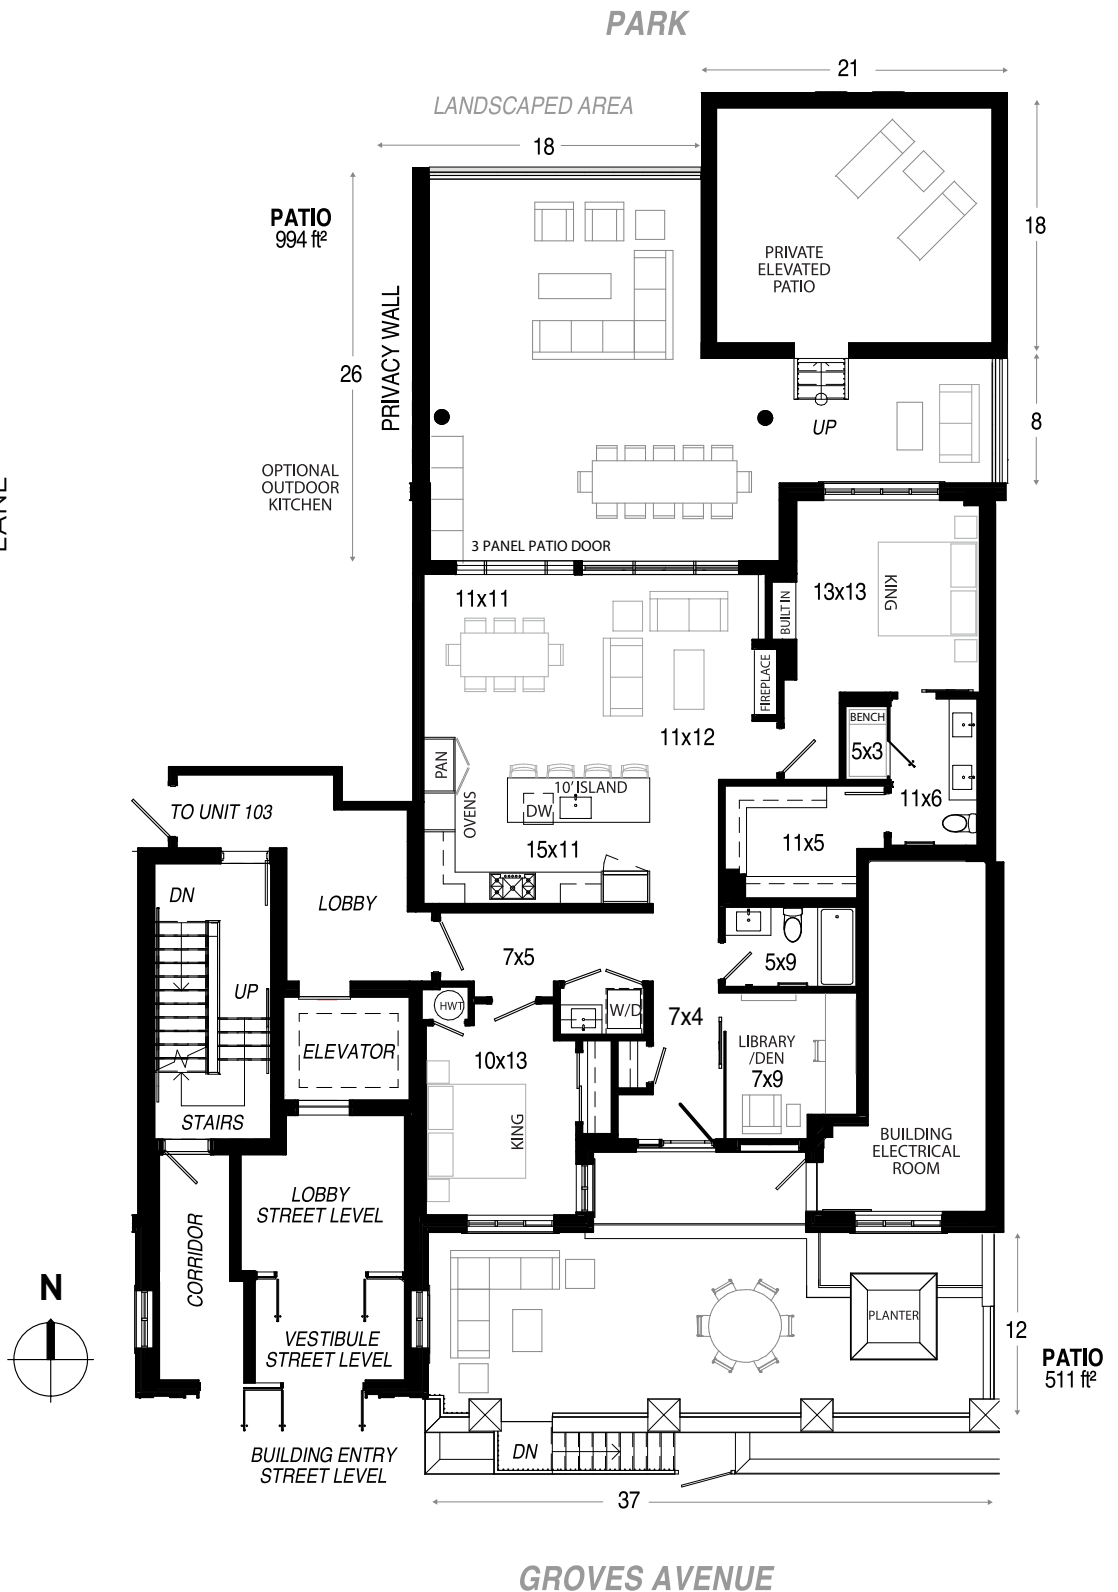 PARK
21
LANDSCAPED AREA
18
PATIO
994 ft²
18
PRIVATE
ELEVATED
PATIO
PRIVACY WALL
26
8
UP
OPTIONAL
OUTDOOR
KITCHEN
LANE
3 PANEL PATIO DOOR
11x11
BUILT IN
13x13
KING
FIREPLACE
11x12
BENCH
5x3
PAN
OVENS
10' ISLAND
DW
15x11
11x6
11x5
TO UNIT 103
DN
LOBBY
7x5
5x9
UP
HWT
W/D
7x4
LIBRARY
/DEN
7x9
ELEVATOR
10x13
KING
STAIRS
BUILDING
ELECTRICAL
ROOM
LOBBY
STREET LEVEL
CORRIDOR
N
VESTIBULE
STREET LEVEL
PLANTER
12
PATIO
511 ft²
BUILDING ENTRY
STREET LEVEL
DN
37
GROVES AVENUE